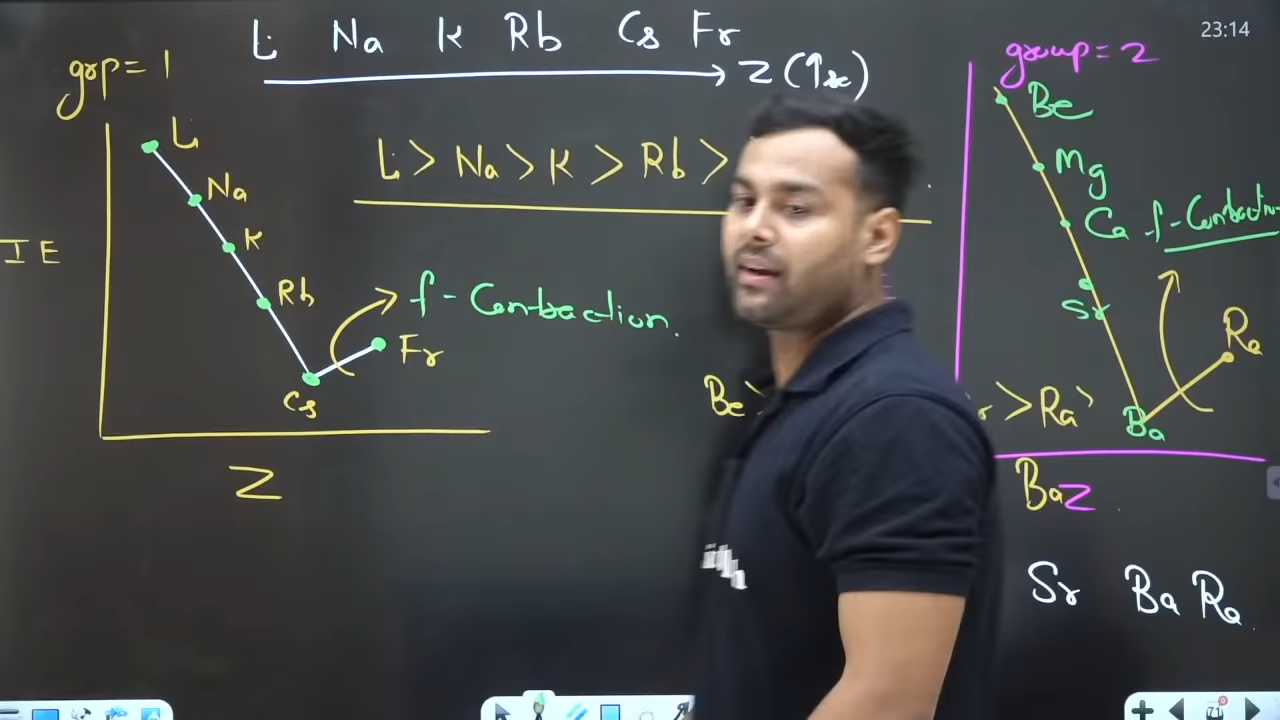 Li Na K Rb Cs Fr
Z (↑se)
23:14
grp = 1
Li
Na
K
Rb
Cs
Fr
IE
Z
f-Contraction.
Li > Na > K > Rb >
Be >
> Ra >
Ba
group = 2
Be
Mg
Ca
Sr
Ba
Ra
f-Contraction
Z
Sr Ba Ra